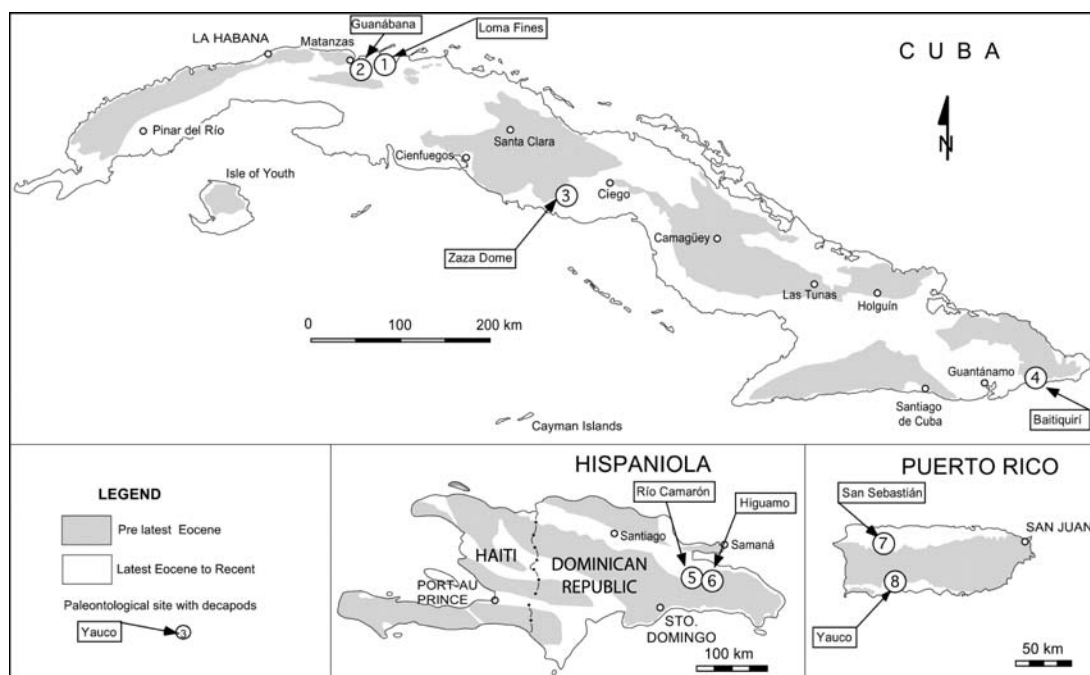 Guanábana
Loma Fines
LA HABANA
Matanzas
2
1
CUBA
N
Pinar del Río
Santa Clara
Cienfuegos
Isle of Youth
3
Ciego
Zaza Dome
Camagüey
Las Tunas
Holguín
0 100 200 km
Guantánamo
4
Santiago
de Cuba
Baitiquirí
Cayman Islands
LEGEND
Pre latest Eocene
Latest Eocene to Recent
Paleontological site with decapods
Yauco
3
HISPANIOLA
Río Camarón
Higuamo
Santiago
Samaná
HAITI
DOMINICAN
REPUBLIC
5
6
PORT-AU
PRINCE
STO.
DOMINGO
100 km
PUERTO RICO
San Sebastián
SAN JUAN
7
8
Yauco
50 km